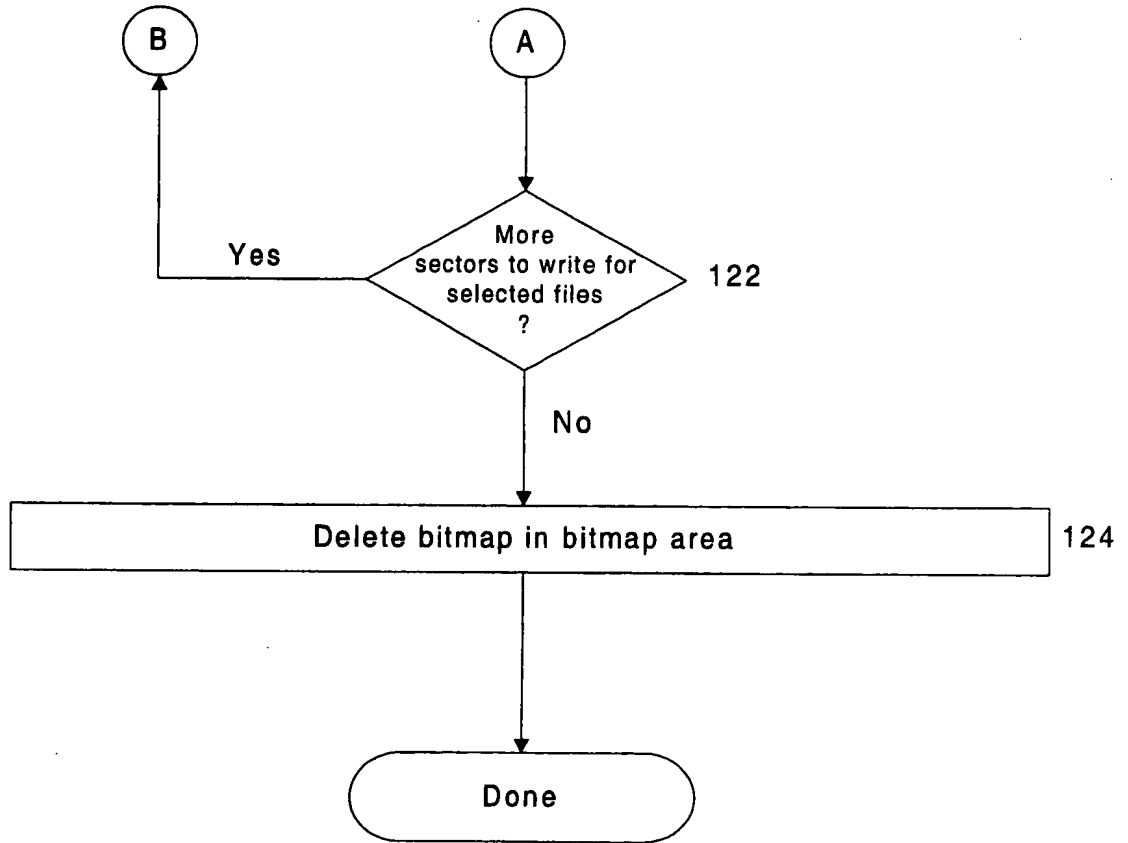 B
A
Yes
More
sectors to write for
selected files
?
122
No
Delete bitmap in bitmap area
124
Done